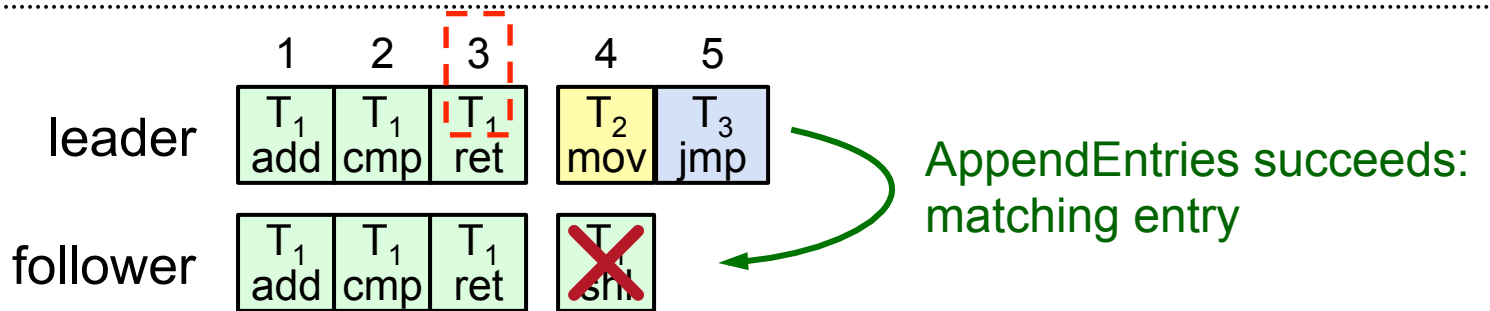 1 2 3 4 5
leader
T1 T1 T1 T2 T3
add cmp ret mov jmp
AppendEntries succeeds:
matching entry
follower
T1 T1 T1
add cmp ret shl